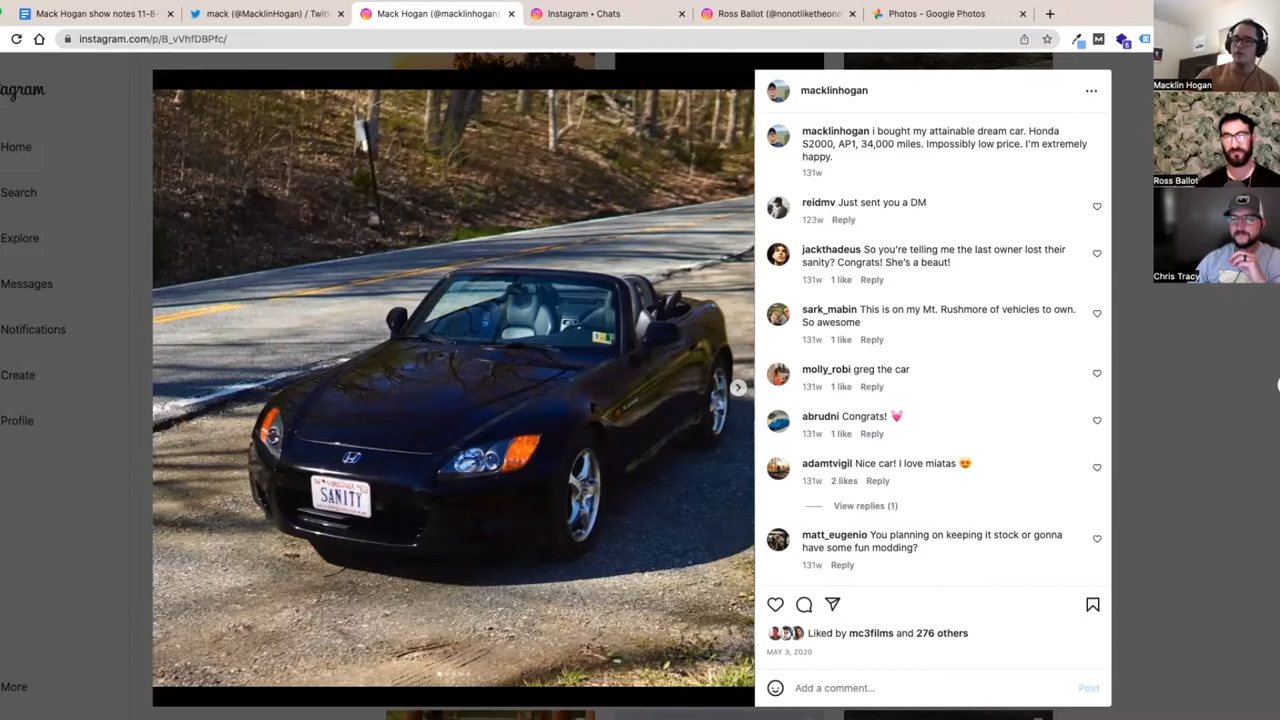 Mack Hogan show notes 11-8-
mack (@MacklinHogan) / Twitt
Mack Hogan (@macklinhogan)
Instagram • Chats
Ross Ballot (@nonotliketheone
Photos - Google Photos
instagram.com/p/B_vVhfDBPfc/
agram
Home
Search
Explore
Messages
Notifications
Create
Profile
More
SANITY
macklinhogan
macklinhogan i bought my attainable dream car. Honda
S2000, AP1, 34,000 miles. Impossibly low price. I'm extremely
happy.
131w
reidmv Just sent you a DM
123w Reply
jackthadeus So you're telling me the last owner lost their
sanity? Congrats! She's a beaut!
131w 1 like Reply
sark_mabin This is on my Mt. Rushmore of vehicles to own.
So awesome
131w 1 like Reply
molly_robi greg the car
131w 1 like Reply
abrudni Congrats! 💓
131w 1 like Reply
adamtvigil Nice car! I love miatas 😍
131w 2 likes Reply
View replies (1)
matt_eugenio You planning on keeping it stock or gonna
have some fun modding?
131w Reply
Liked by mc3films and 276 others
MAY 3, 2020
Add a comment...
Post
Macklin Hogan
Ross Ballot
Chris Tracy